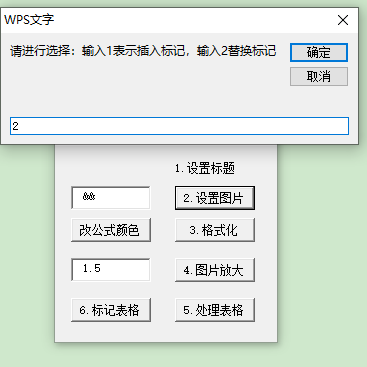 WPS文字
请进行选择：输入1表示插入标记，输入2替换标记
确定
取消
2
1.设置标题
&& 2.设置图片
改公式颜色 3.格式化
1.5 4.图片放大
6.标记表格 5.处理表格